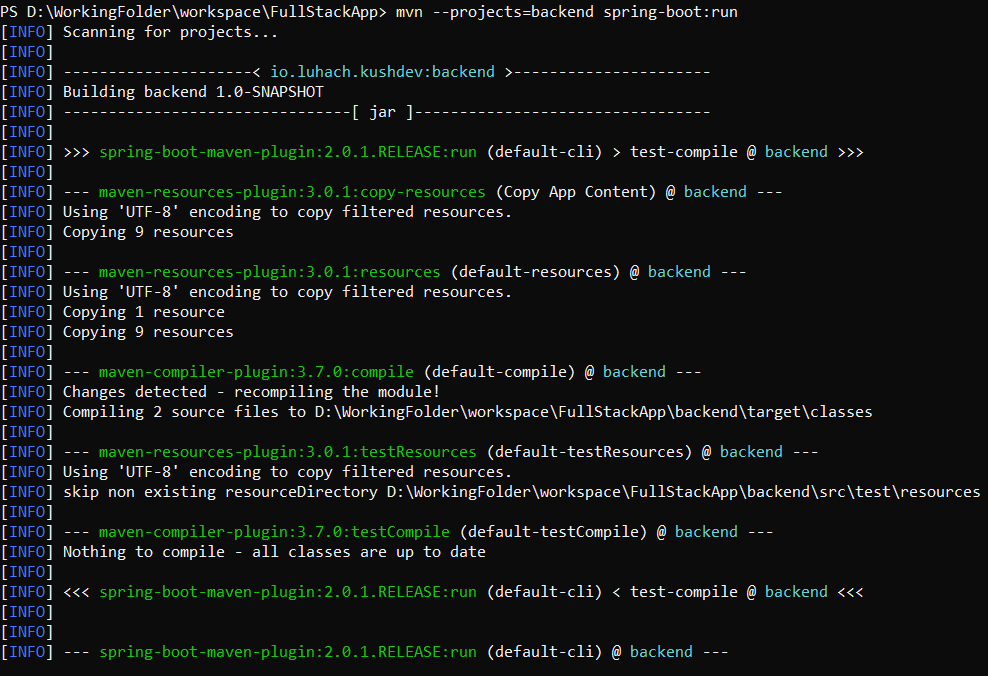 PS D:\WorkingFolder\workspace\FullStackApp> mvn --projects=backend spring-boot:run
[INFO] Scanning for projects...
[INFO]
[INFO] ---------------------< io.luhach.kushdev:backend >----------------------
[INFO] Building backend 1.0-SNAPSHOT
[INFO] --------------------------------[ jar ]---------------------------------
[INFO]
[INFO] >>> spring-boot-maven-plugin:2.0.1.RELEASE:run (default-cli) > test-compile @ backend >>>
[INFO]
[INFO] --- maven-resources-plugin:3.0.1:copy-resources (Copy App Content) @ backend ---
[INFO] Using 'UTF-8' encoding to copy filtered resources.
[INFO] Copying 9 resources
[INFO]
[INFO] --- maven-resources-plugin:3.0.1:resources (default-resources) @ backend ---
[INFO] Using 'UTF-8' encoding to copy filtered resources.
[INFO] Copying 1 resource
[INFO] Copying 9 resources
[INFO]
[INFO] --- maven-compiler-plugin:3.7.0:compile (default-compile) @ backend ---
[INFO] Changes detected - recompiling the module!
[INFO] Compiling 2 source files to D:\WorkingFolder\workspace\FullStackApp\backend\target\classes
[INFO]
[INFO] --- maven-resources-plugin:3.0.1:testResources (default-testResources) @ backend ---
[INFO] Using 'UTF-8' encoding to copy filtered resources.
[INFO] skip non existing resourceDirectory D:\WorkingFolder\workspace\FullStackApp\backend\src\test\resources
[INFO]
[INFO] --- maven-compiler-plugin:3.7.0:testCompile (default-testCompile) @ backend ---
[INFO] Nothing to compile - all classes are up to date
[INFO]
[INFO] <<< spring-boot-maven-plugin:2.0.1.RELEASE:run (default-cli) < test-compile @ backend <<<
[INFO]
[INFO]
[INFO] --- spring-boot-maven-plugin:2.0.1.RELEASE:run (default-cli) @ backend ---